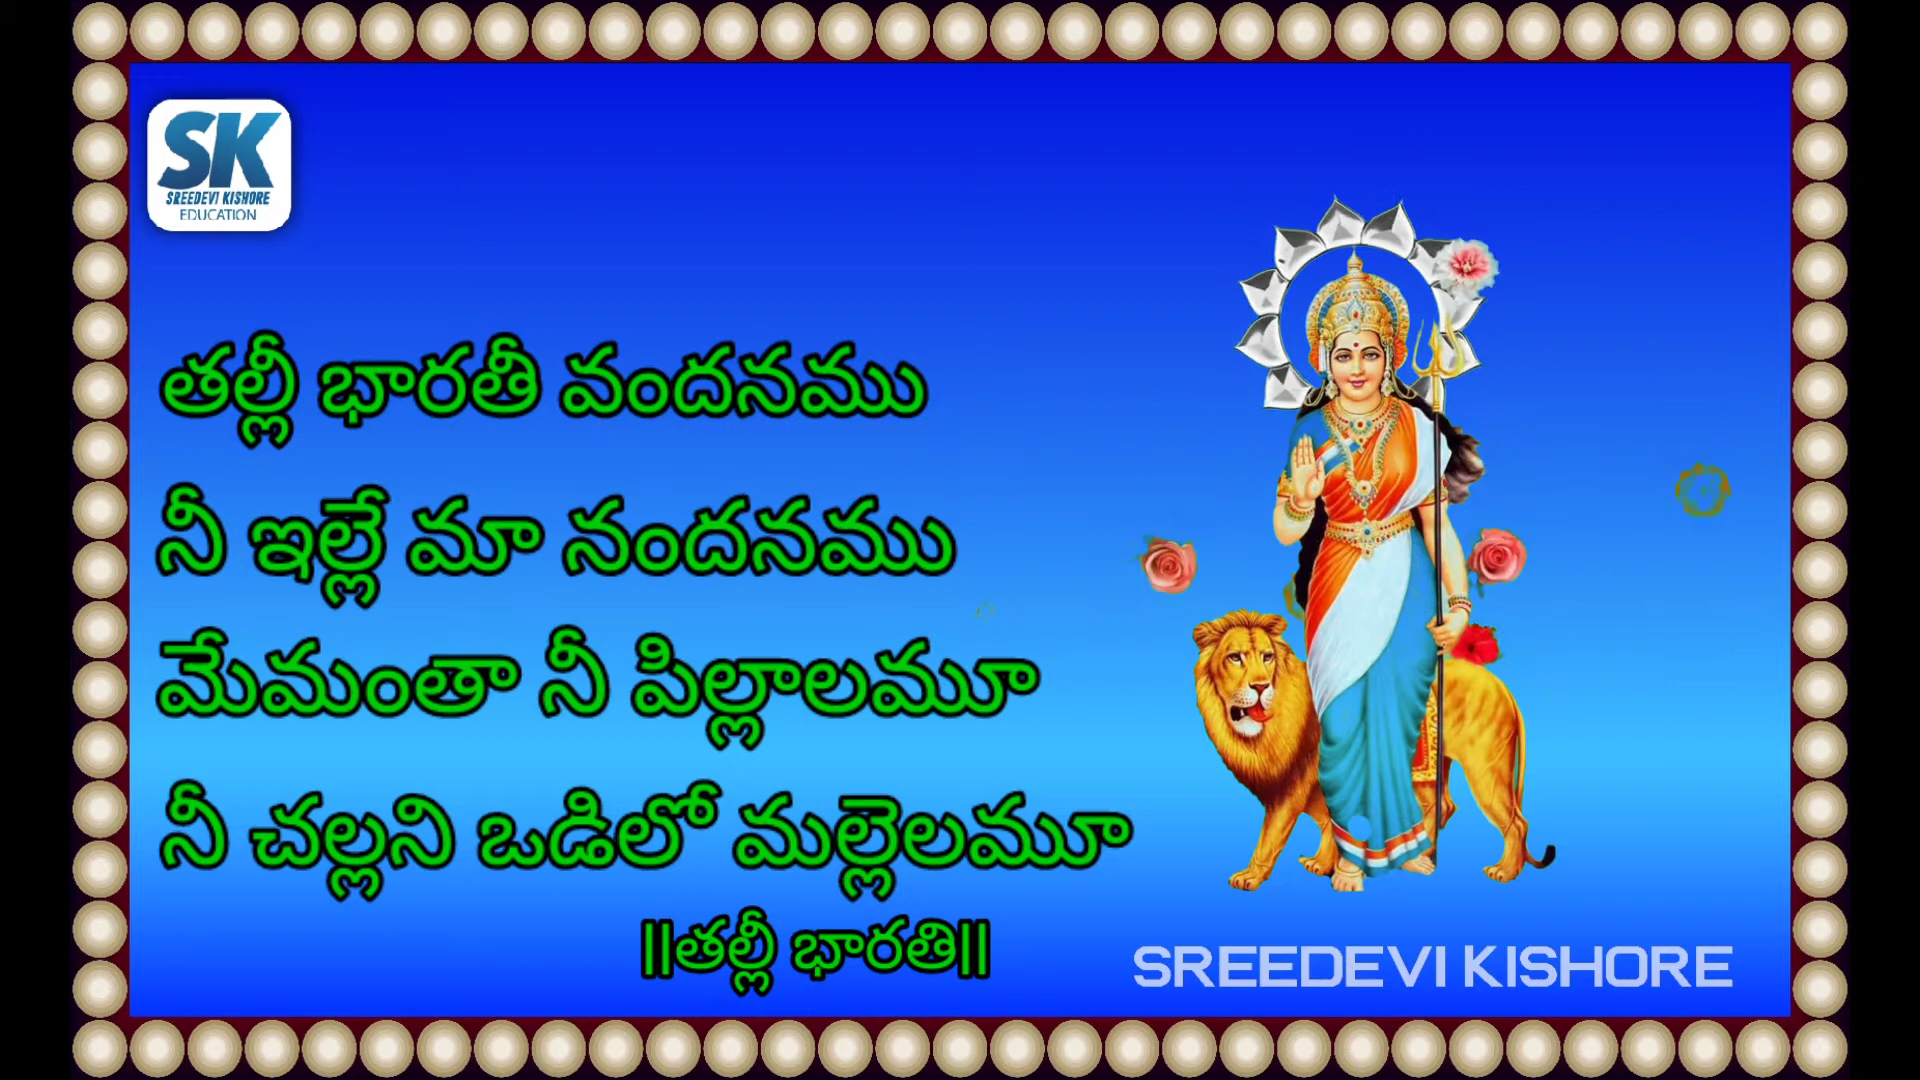 SK
SREEDEVI KISHORE
EDUCATION
తల్లీ భారతీ వందనము
నీ ఇల్లే మా నందనము
మేమంతా నీ పిల్లాలమూ
నీ చల్లని ఒడిలో మల్లెలమూ
||తల్లీ భారతి||
SREEDEVI KISHORE